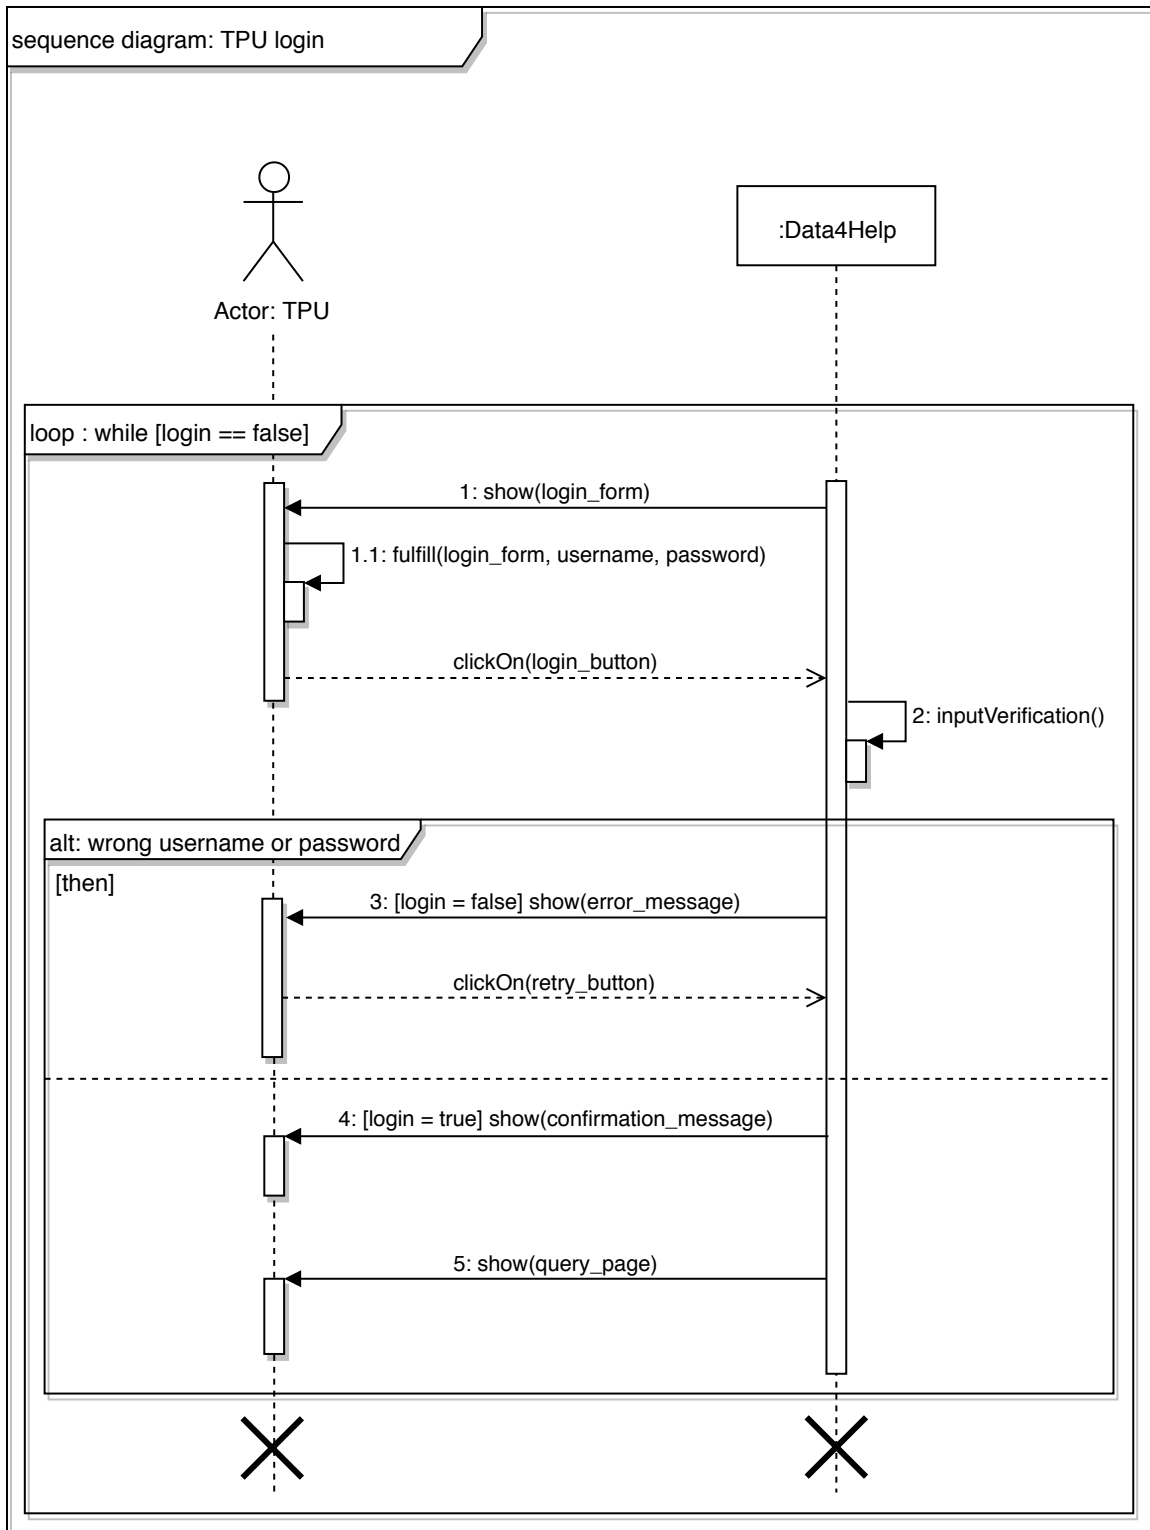 sequence diagram: TPU login
:Data4Help
Actor: TPU
loop : while [login == false]
1: show(login_form)
1.1: fulfill(login_form, username, password)
clickOn(login_button)
2: inputVerification()
alt: wrong username or password
[then]
3: [login = false] show(error_message)
clickOn(retry_button)
4: [login = true] show(confirmation_message)
5: show(query_page)